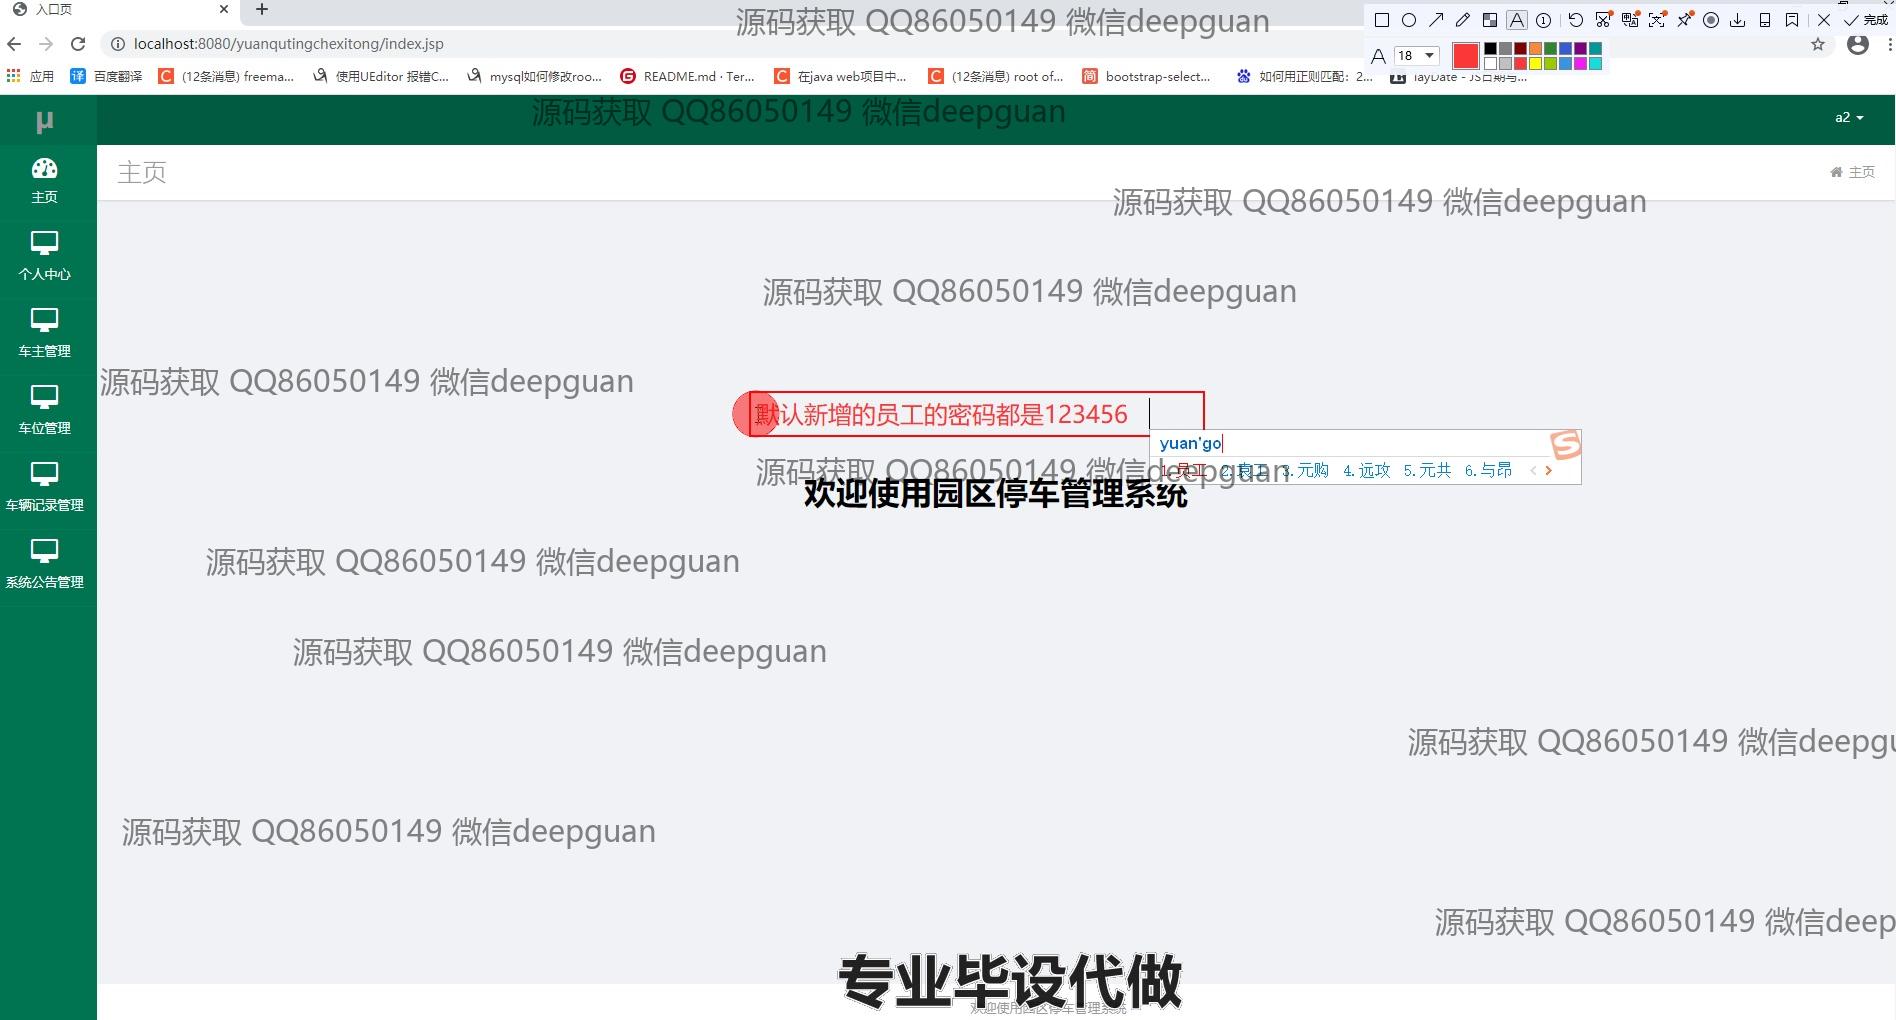 入口页
源码获取 QQ86050149 微信deepguan
18
完成
localhost:8080/yuanqutingchexitong/index.jsp
应用
译 百度翻译
C (12条消息) freema...
使用UEditor 报错C...
mysql如何修改roo...
G README.md · Ter...
C 在java web项目中...
C (12条消息) root of...
简 bootstrap-select...
如何用正则匹配：2...
layDate - JS日期与...
μ
源码获取 QQ86050149 微信deepguan
a2
主页
主页
主页
源码获取 QQ86050149 微信deepguan
个人中心
源码获取 QQ86050149 微信deepguan
车主管理
源码获取 QQ86050149 微信deepguan
默认新增的员工的密码都是123456
车位管理
yuan'go
1.员工 2.袁工 3.元购 4.远攻 5.元共 6.与昂
源码获取 QQ86050149 微信deepguan
欢迎使用园区停车管理系统
车辆记录管理
源码获取 QQ86050149 微信deepguan
系统公告管理
源码获取 QQ86050149 微信deepguan
源码获取 QQ86050149 微信deepgu
源码获取 QQ86050149 微信deepguan
源码获取 QQ86050149 微信deep
专业毕设代做
欢迎使用园区停车管理系统